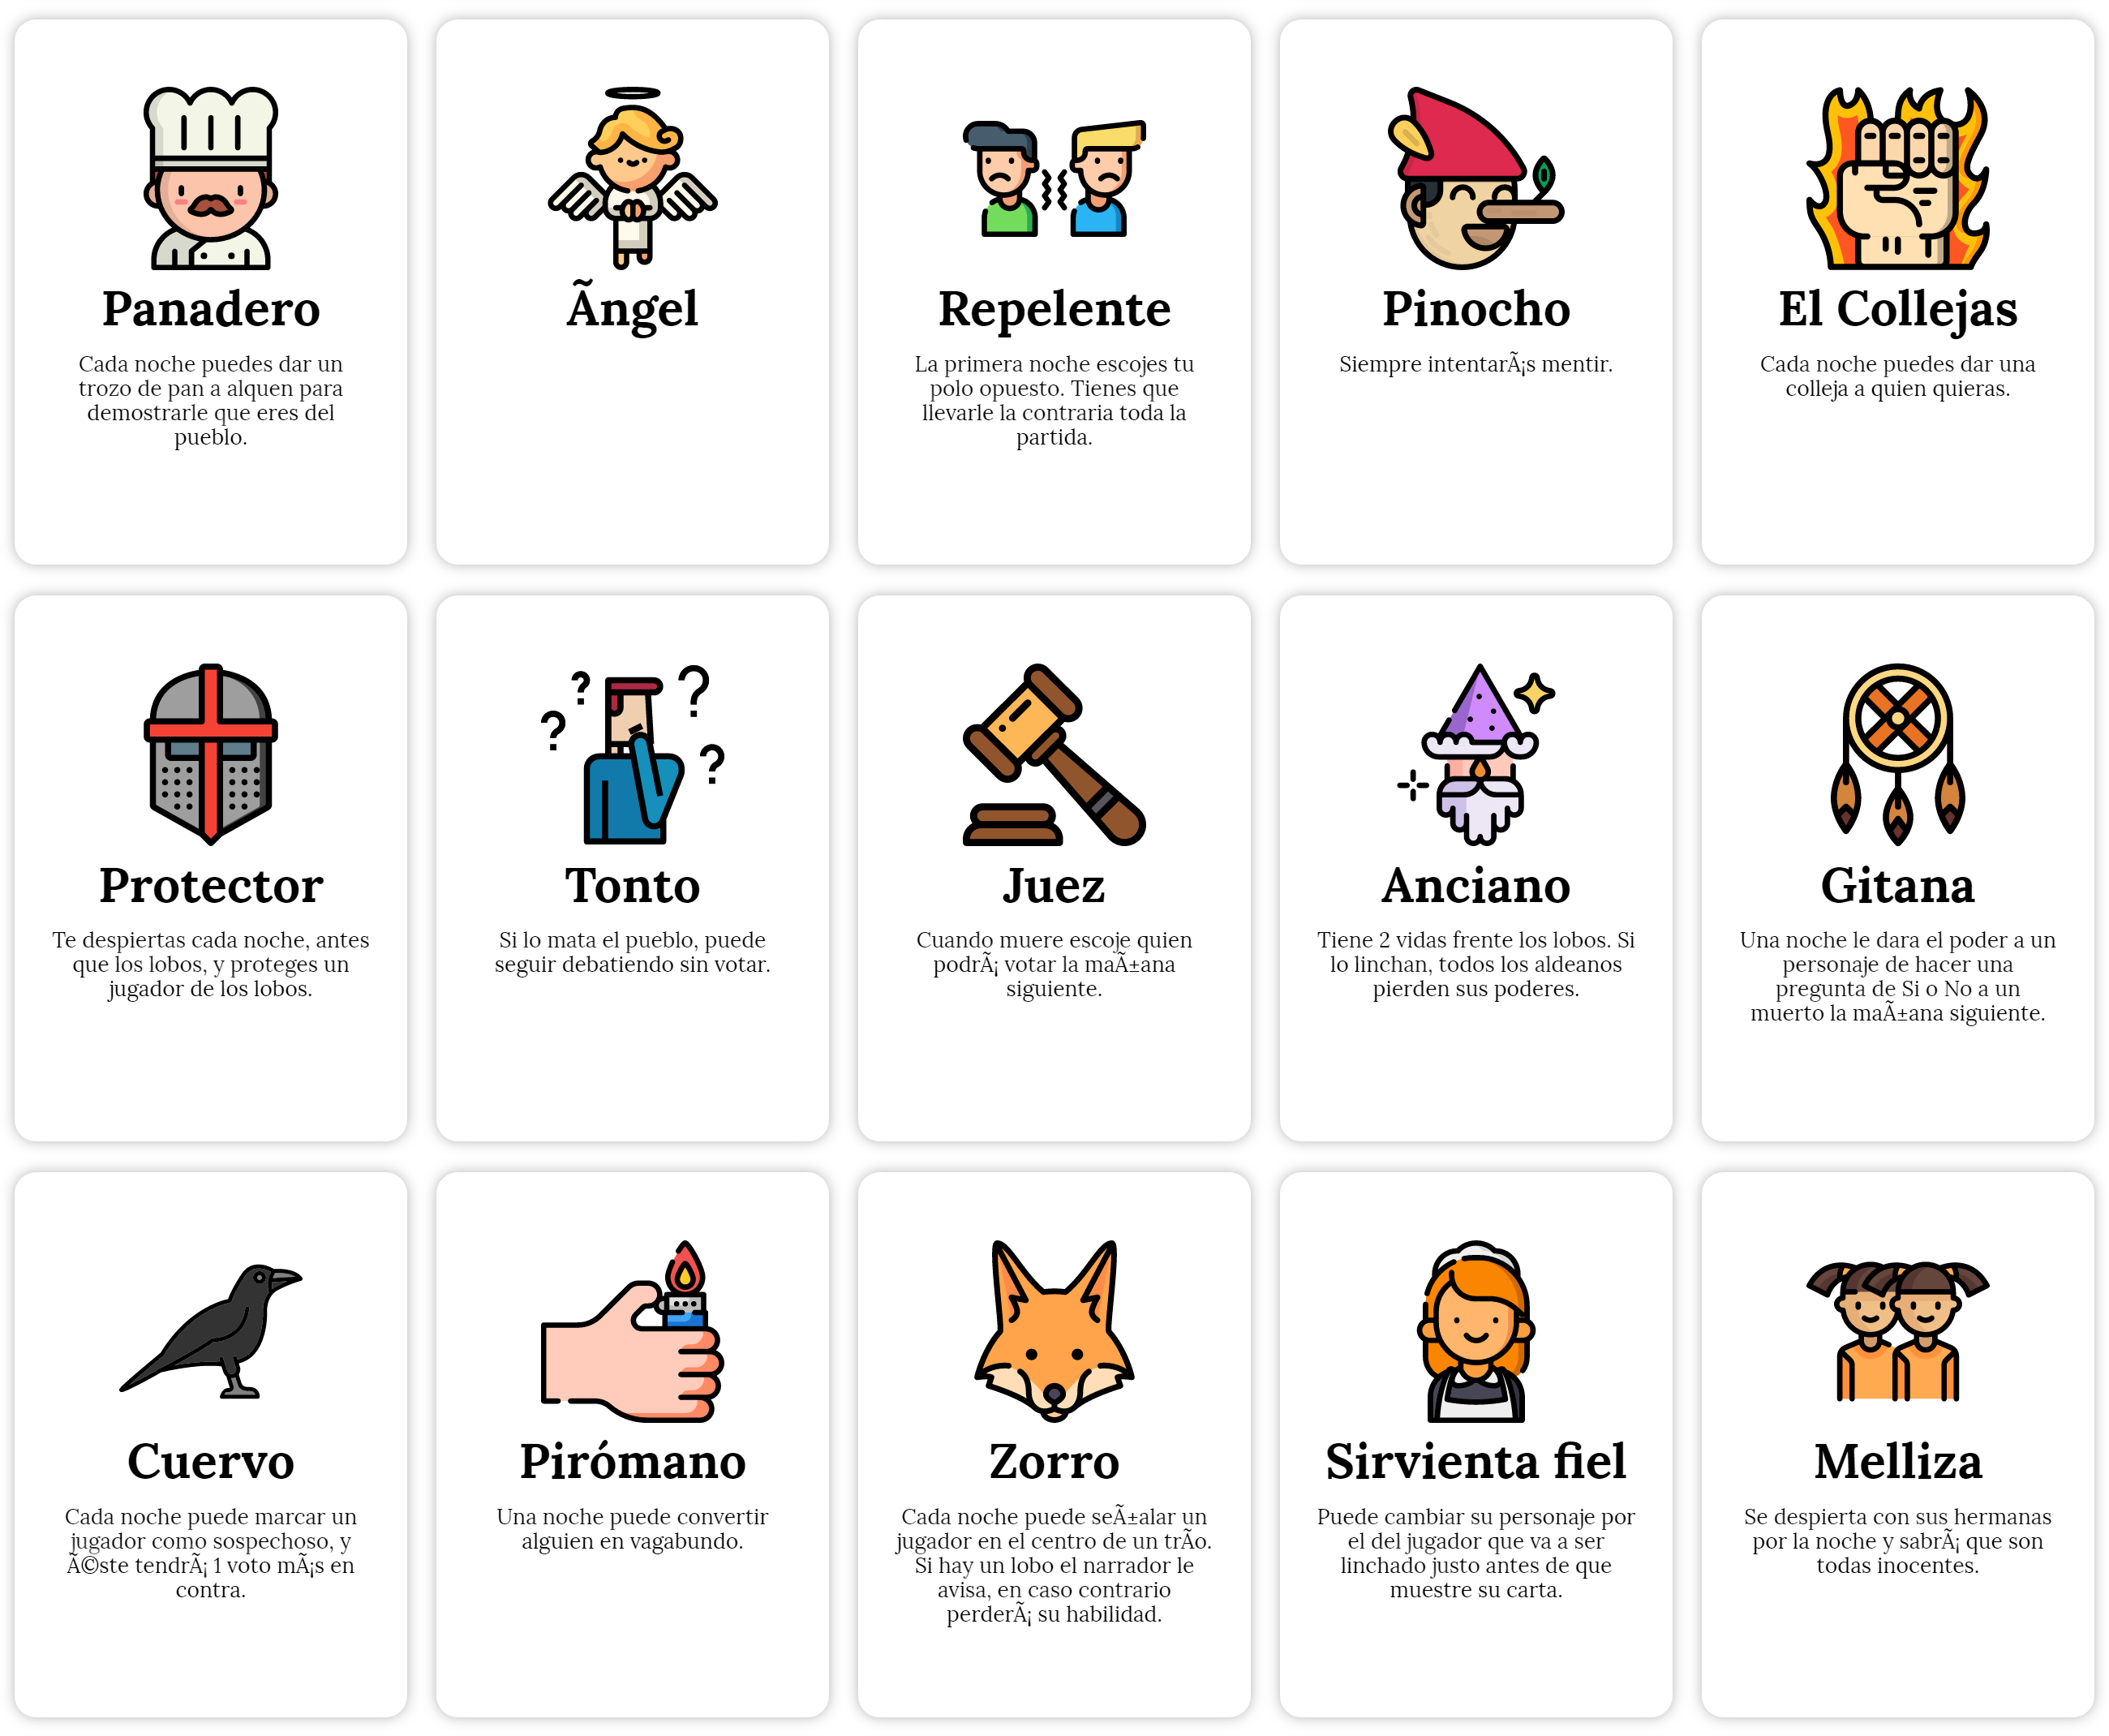 Panadero
Cada noche puedes dar un
trozo de pan a alquen para
demostrarle que eres del
pueblo.
Ãngel
Repelente
La primera noche escojes tu
polo opuesto. Tienes que
llevarle la contraria toda la
partida.
Pinocho
Siempre intentarÃ¡s mentir.
El Collejas
Cada noche puedes dar una
colleja a quien quieras.
Protector
Te despiertas cada noche, antes
que los lobos, y proteges un
jugador de los lobos.
Tonto
Si lo mata el pueblo, puede
seguir debatiendo sin votar.
Juez
Cuando muere escoje quien
podrÃ¡ votar la maÃ±ana
siguiente.
Anciano
Tiene 2 vidas frente los lobos. Si
lo linchan, todos los aldeanos
pierden sus poderes.
Gitana
Una noche le dara el poder a un
personaje de hacer una
pregunta de Si o No a un
muerto la maÃ±ana siguiente.
Cuervo
Cada noche puede marcar un
jugador como sospechoso, y
Ã©ste tendrÃ¡ 1 voto mÃ¡s en
contra.
Pirómano
Una noche puede convertir
alguien en vagabundo.
Zorro
Cada noche puede seÃ±alar un
jugador en el centro de un trÃo.
Si hay un lobo el narrador le
avisa, en caso contrario
perderÃ¡ su habilidad.
Sirvienta fiel
Puede cambiar su personaje por
el del jugador que va a ser
linchado justo antes de que
muestre su carta.
Melliza
Se despierta con sus hermanas
por la noche y sabrÃ¡ que son
todas inocentes.